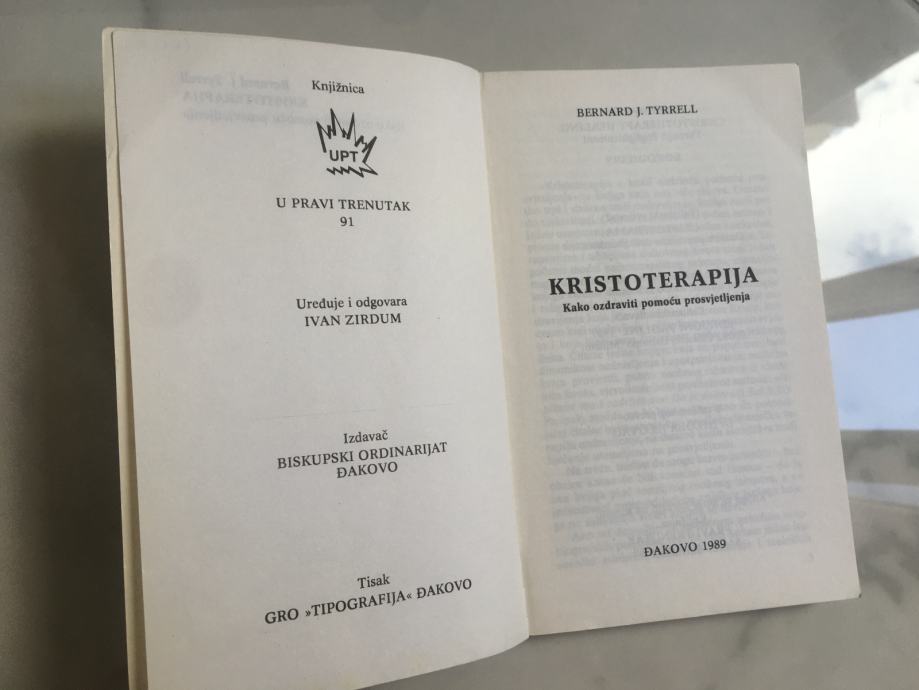 Knjižnica
UPT
U PRAVI TRENUTAK
91
Uređuje i odgovara
IVAN ZIRDUM
Izdavač
BISKUPSKI ORDINARIJAT
ĐAKOVO
Tisak
GRO »TIPOGRAFIJA« ĐAKOVO
BERNARD J. TYRRELL
KRISTOTERAPIJA
Kako ozdraviti pomoću prosvjetljenja
ĐAKOVO 1989